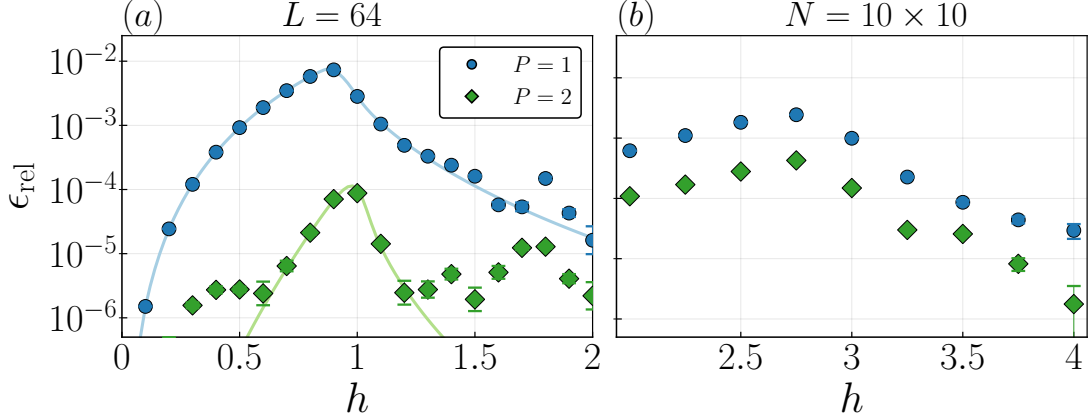 (a) L = 64
(b) N = 10 × 10
ϵ_rel
10⁻²
10⁻³
10⁻⁴
10⁻⁵
10⁻⁶
P = 1
P = 2
0 0.5 1 1.5 2
2.5 3 3.5 4
h
h